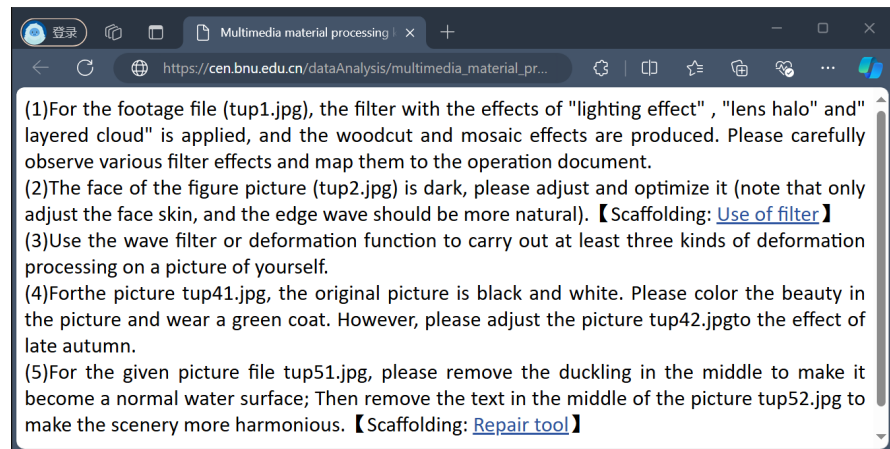 登录
Multimedia material processing
https://cen.bnu.edu.cn/dataAnalysis/multimedia_material_pr...
(1)For the footage file (tup1.jpg), the filter with the effects of "lighting effect" , "lens halo" and"
layered cloud" is applied, and the woodcut and mosaic effects are produced. Please carefully
observe various filter effects and map them to the operation document.
(2)The face of the figure picture (tup2.jpg) is dark, please adjust and optimize it (note that only
adjust the face skin, and the edge wave should be more natural).【Scaffolding: Use of filter】
(3)Use the wave filter or deformation function to carry out at least three kinds of deformation
processing on a picture of yourself.
(4)Forthe picture tup41.jpg, the original picture is black and white. Please color the beauty in
the picture and wear a green coat. However, please adjust the picture tup42.jpgto the effect of
late autumn.
(5)For the given picture file tup51.jpg, please remove the duckling in the middle to make it
become a normal water surface; Then remove the text in the middle of the picture tup52.jpg to
make the scenery more harmonious.【Scaffolding: Repair tool】